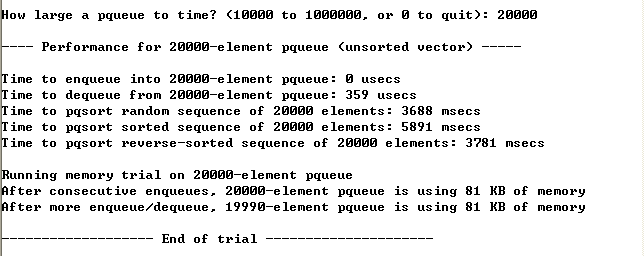 How large a pqueue to time? (10000 to 1000000, or 0 to quit): 20000
---- Performance for 20000-element pqueue (unsorted vector) -----
Time to enqueue into 20000-element pqueue: 0 usecs
Time to dequeue from 20000-element pqueue: 359 usecs
Time to pqsort random sequence of 20000 elements: 3688 msecs
Time to pqsort sorted sequence of 20000 elements: 5891 msecs
Time to pqsort reverse-sorted sequence of 20000 elements: 3781 msecs
Running memory trial on 20000-element pqueue
After consecutive enqueues, 20000-element pqueue is using 81 KB of memory
After more enqueue/dequeue, 19990-element pqueue is using 81 KB of memory
------------------- End of trial ---------------------